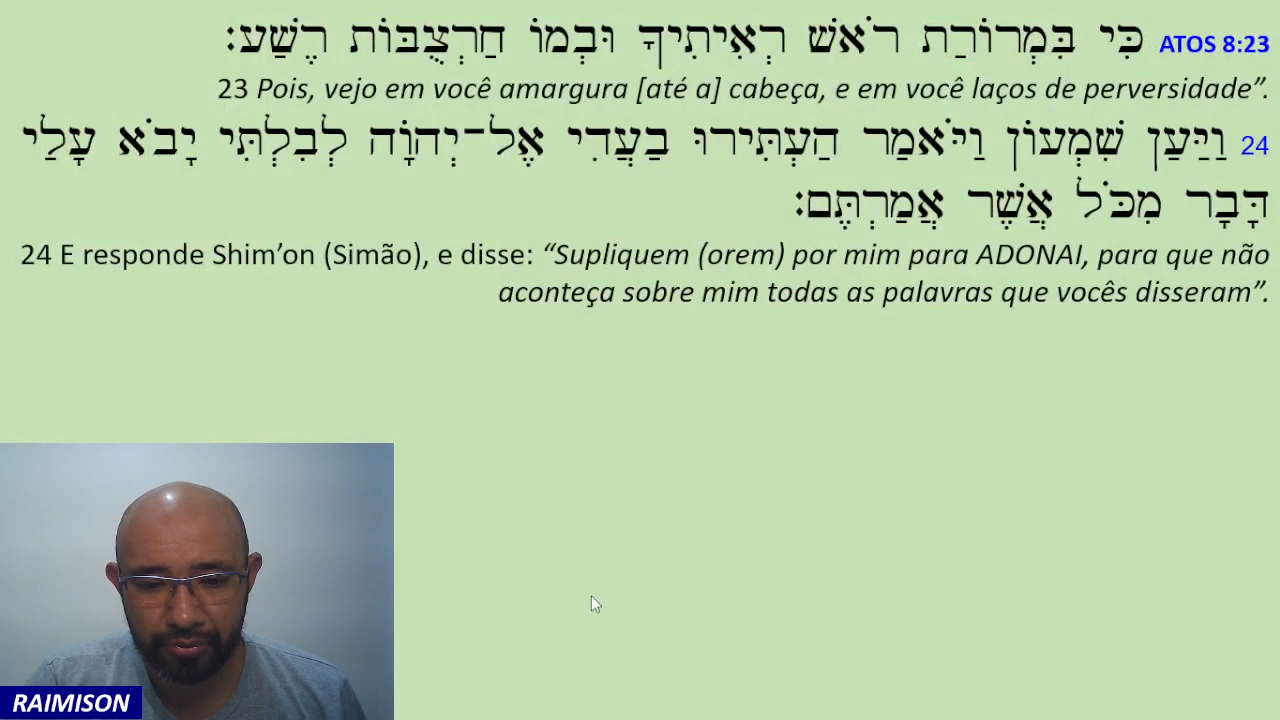 ATOS 8:23 כִּי בִּמְרוֹרַת רֹאשׁ רְאִיתִיךָ וּבְמוֹ חַרְצֻבּוֹת רֶשַׁע׃
23 Pois, vejo em você amargura [até a] cabeça, e em você laços de perversidade”.
24 וַיַּעַן שִׁמְעוֹן וַיֹּאמַר הַעְתִּירוּ בַעֲדִי אֶל־יְהוָֹה לְבִלְתִּי יָבֹא עָלַי
דָּבָר מִכֹּל אֲשֶׁר אֲמַרְתֶּם׃
24 E responde Shim’on (Simão), e disse: “Supliquem (orem) por mim para ADONAI, para que não
aconteça sobre mim todas as palavras que vocês disseram”.
RAIMISON